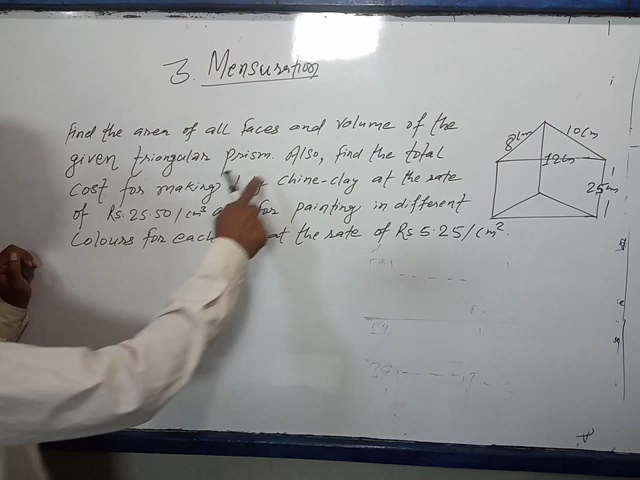 3. Mensuration
Find the area of all faces and volume of the
given triangular prism. Also, find the total
cost for making by chine-clay at the rate
of Rs. 25.50/cm³ for painting in different
Colours for each at the rate of Rs 5.25/cm².
8cm
10cm
12cm
25cm